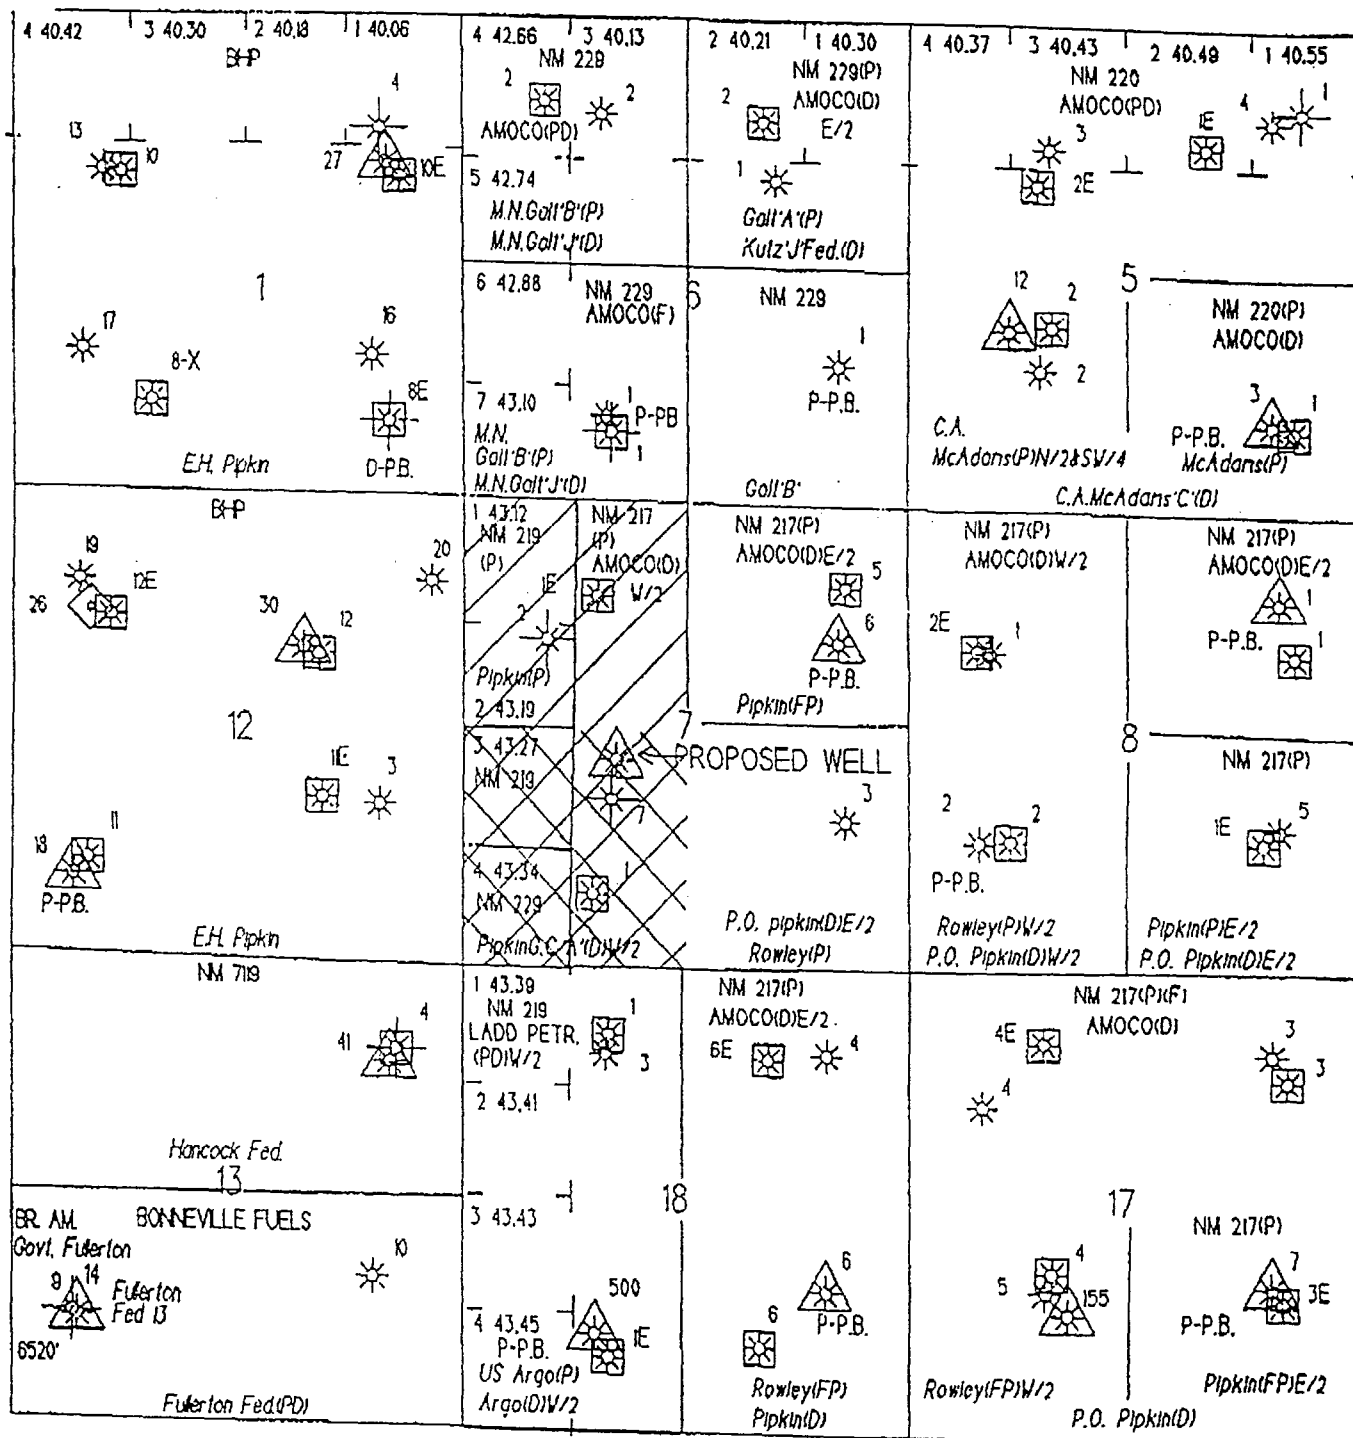 4 40.42
3 40.30
2 40.18
1 40.06
BHP
4
13
10
27
10E
1
17
16
8-X
8E
E.H. Pipkin
D-P.B.
4 42.66
3 40.13
NM 229
2
2
AMOCO(PD)
5 42.74
M.N.Galt'B'(P)
M.N.Galt'J'(D)
2 40.21
1 40.30
NM 229(P)
AMOCO(D)
E/2
2
1
Galt'A'(P)
Kutz'J'Fed.(D)
6 42.88
NM 229
AMOCO(F)
6
7 43.10
1
P-PB
1
M.N.
Galt'B'(P)
M.N.Galt'J'(D)
NM 229
1
P-P.B.
Galt'B'
4 40.37
3 40.43
2 40.49
1 40.55
NM 220
AMOCO(PD)
3
2E
1E
4
1
5
12
2
2
C.A.
McAdams(P)N/2&SW/4
NM 220(P)
AMOCO(D)
3
1
P-P.B.
McAdams(P)
C.A.McAdams'C'(D)
BHP
19
20
12E
26
30
12
12
11E
3
11
18
P-P.B.
E.H. Pipkin
1 43.12
NM 219
(P)
NM 217
(P)
AMOCO(D)
W/2
1E
2
Pipkin(P)
2 43.19
7
3 43.27
NM 219
PROPOSED WELL
7
4 43.34
NM 229
1
PipkinG.C.'A'(D)W/2
NM 217(P)
AMOCO(D)E/2
5
6
P-P.B.
Pipkin(FP)
3
P.O. pipkin(D)E/2
Rowley(P)
NM 217(P)
AMOCO(D)W/2
2E
1
NM 217(P)
AMOCO(D)E/2
1
P-P.B.
1
8
NM 217(P)
2
2
P-P.B.
1E
5
Rowley(P)W/2
P.O. Pipkin(D)W/2
Pipkin(P)E/2
P.O. Pipkin(D)E/2
NM 7119
4
41
Hancock Fed.
13
BR. AM.
BONNEVILLE FUELS
Govt. Fullerton
9
14
Fullerton
Fed 13
10
6520'
Fullerton Fed.(PD)
1 43.39
NM 219
LADD PETR.
(PD)W/2
1
3
2 43.41
18
3 43.43
500
4 43.45
P-P.B.
1E
US Argo(P)
Argo(D)W/2
NM 217(P)
AMOCO(D)E/2
6E
4
6
P-P.B.
6
Rowley(FP)
Pipkin(D)
NM 217(P)(F)
AMOCO(D)
4E
3
3
4
17
NM 217(P)
4
5
155
7
3E
P-P.B.
Rowley(FP)W/2
Pipkin(FP)E/2
P.O. Pipkin(D)